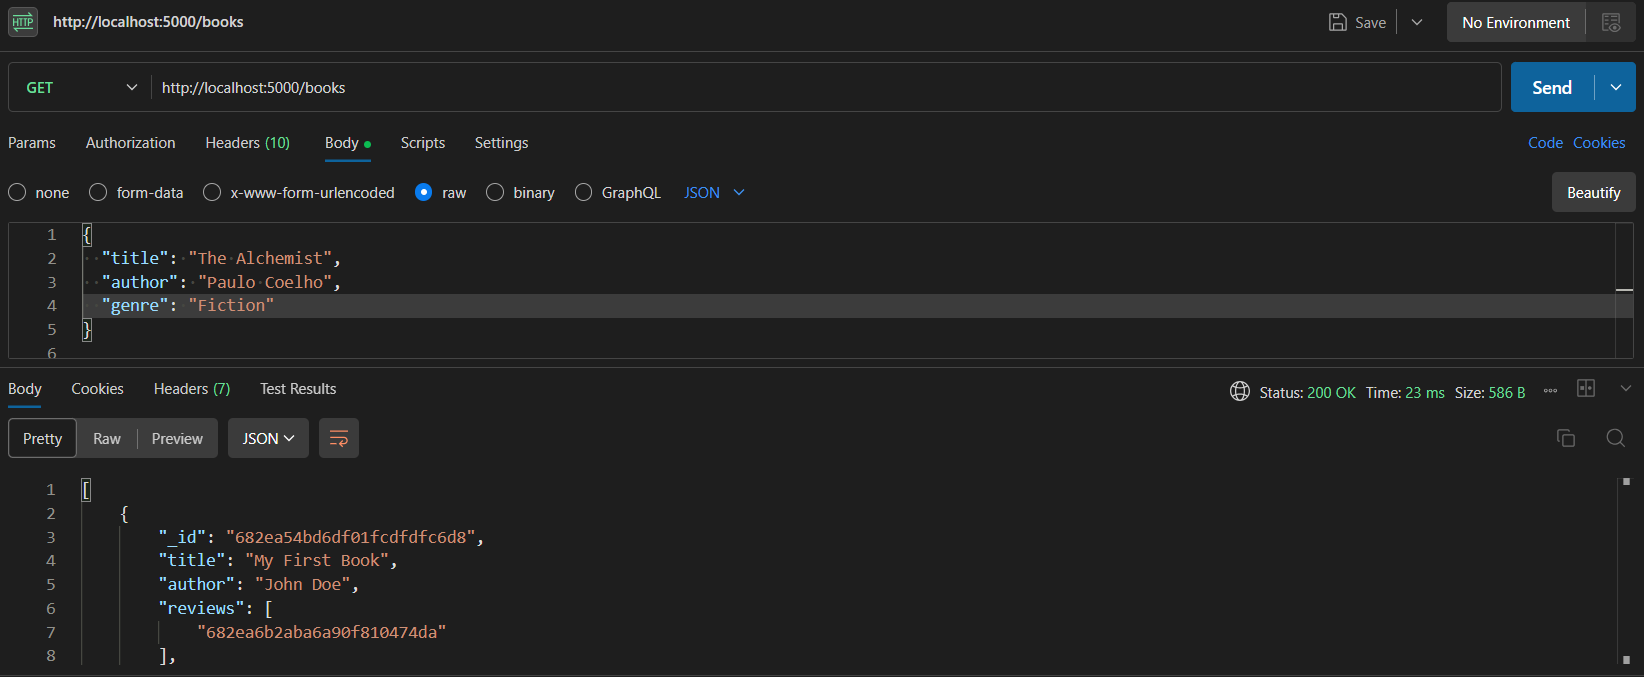 HTTP http://localhost:5000/books Save No Environment
GET http://localhost:5000/books Send
Params Authorization Headers (10) Body Scripts Settings Code Cookies
none form-data x-www-form-urlencoded raw binary GraphQL JSON Beautify
1 {
2 "title": "The Alchemist",
3 "author": "Paulo Coelho",
4 "genre": "Fiction"
5 }
6
Body Cookies Headers (7) Test Results Status: 200 OK Time: 23 ms Size: 586 B
Pretty Raw Preview JSON
1 [
2 {
3 "_id": "682ea54bd6df01fcdfdfc6d8",
4 "title": "My First Book",
5 "author": "John Doe",
6 "reviews": [
7 "682ea6b2aba6a90f810474da"
8 ],